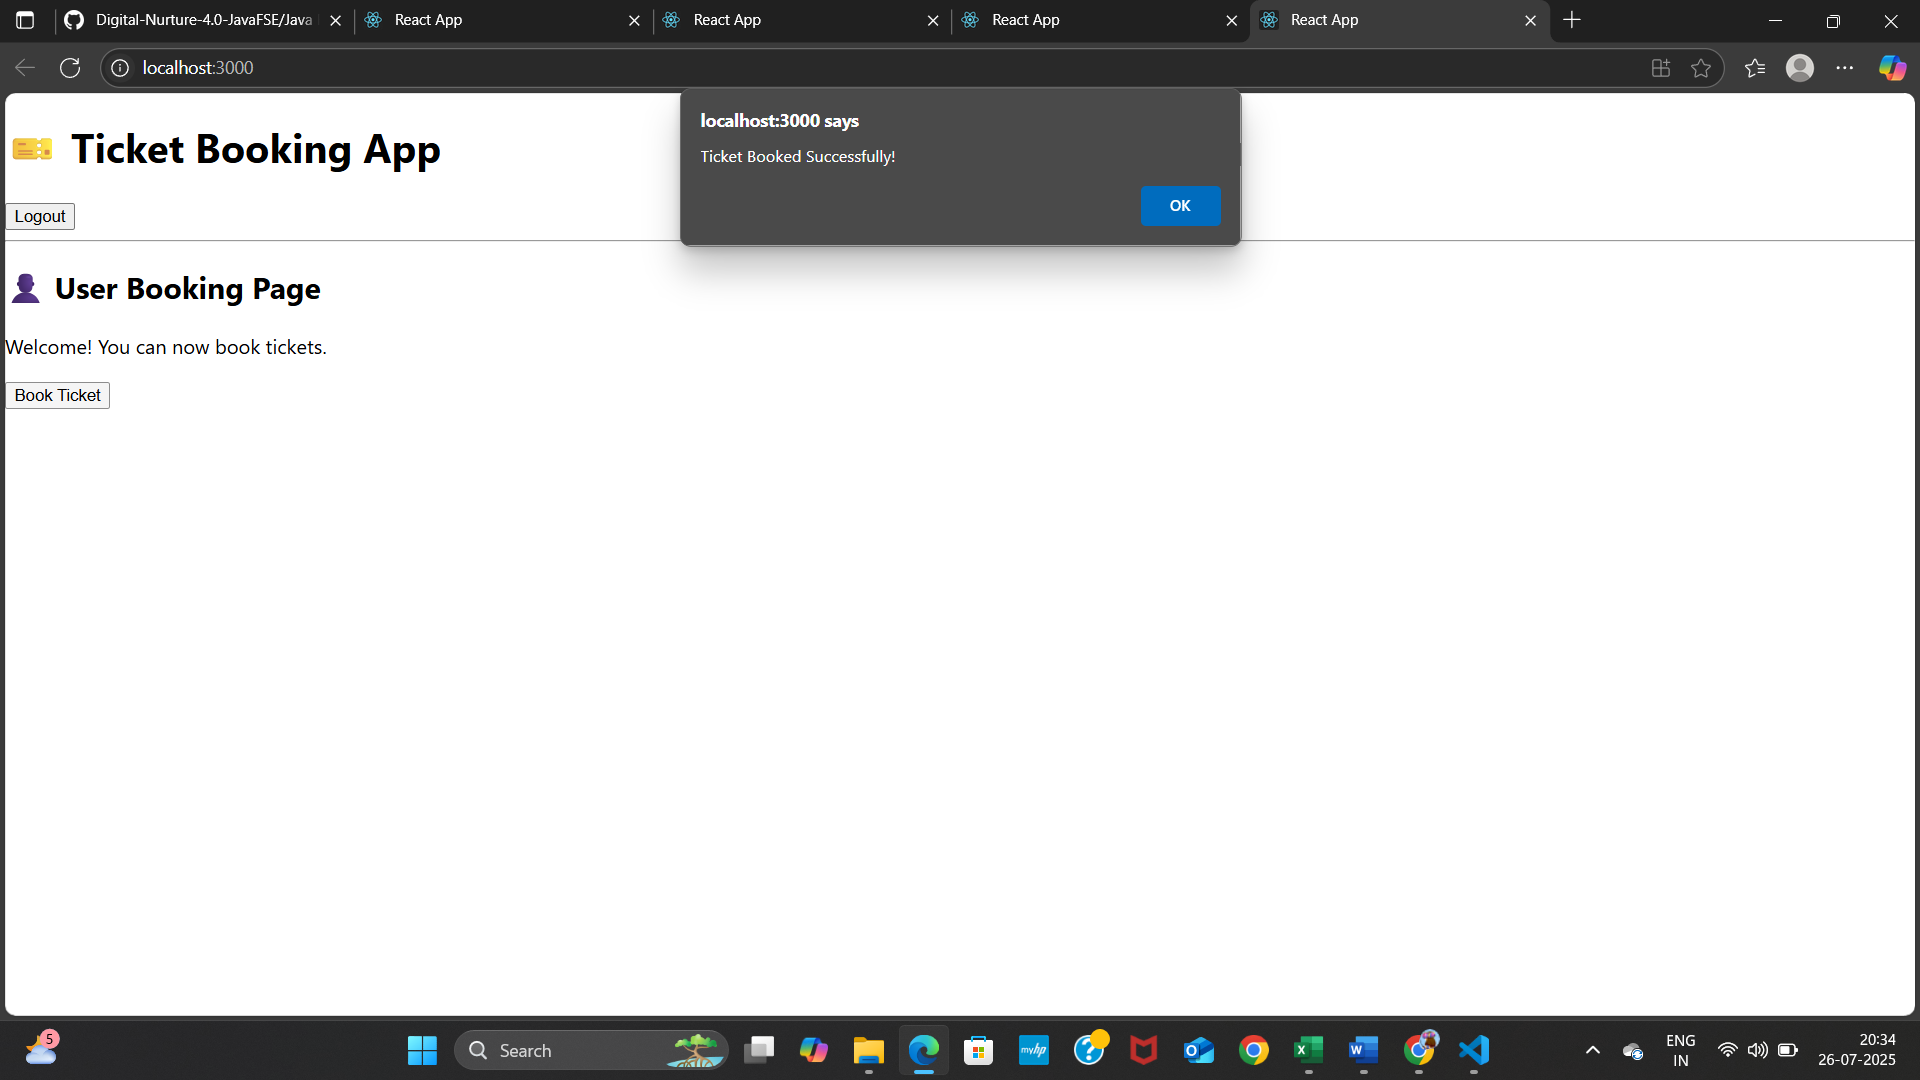 Digital-Nurture-4.0-JavaFSE/Java
React App
React App
React App
React App
localhost:3000
localhost:3000 says
Ticket Booked Successfully!
OK
Ticket Booking App
Logout
User Booking Page
Welcome! You can now book tickets.
Book Ticket
5
Search
myhp
ENG
IN
20:34
26-07-2025